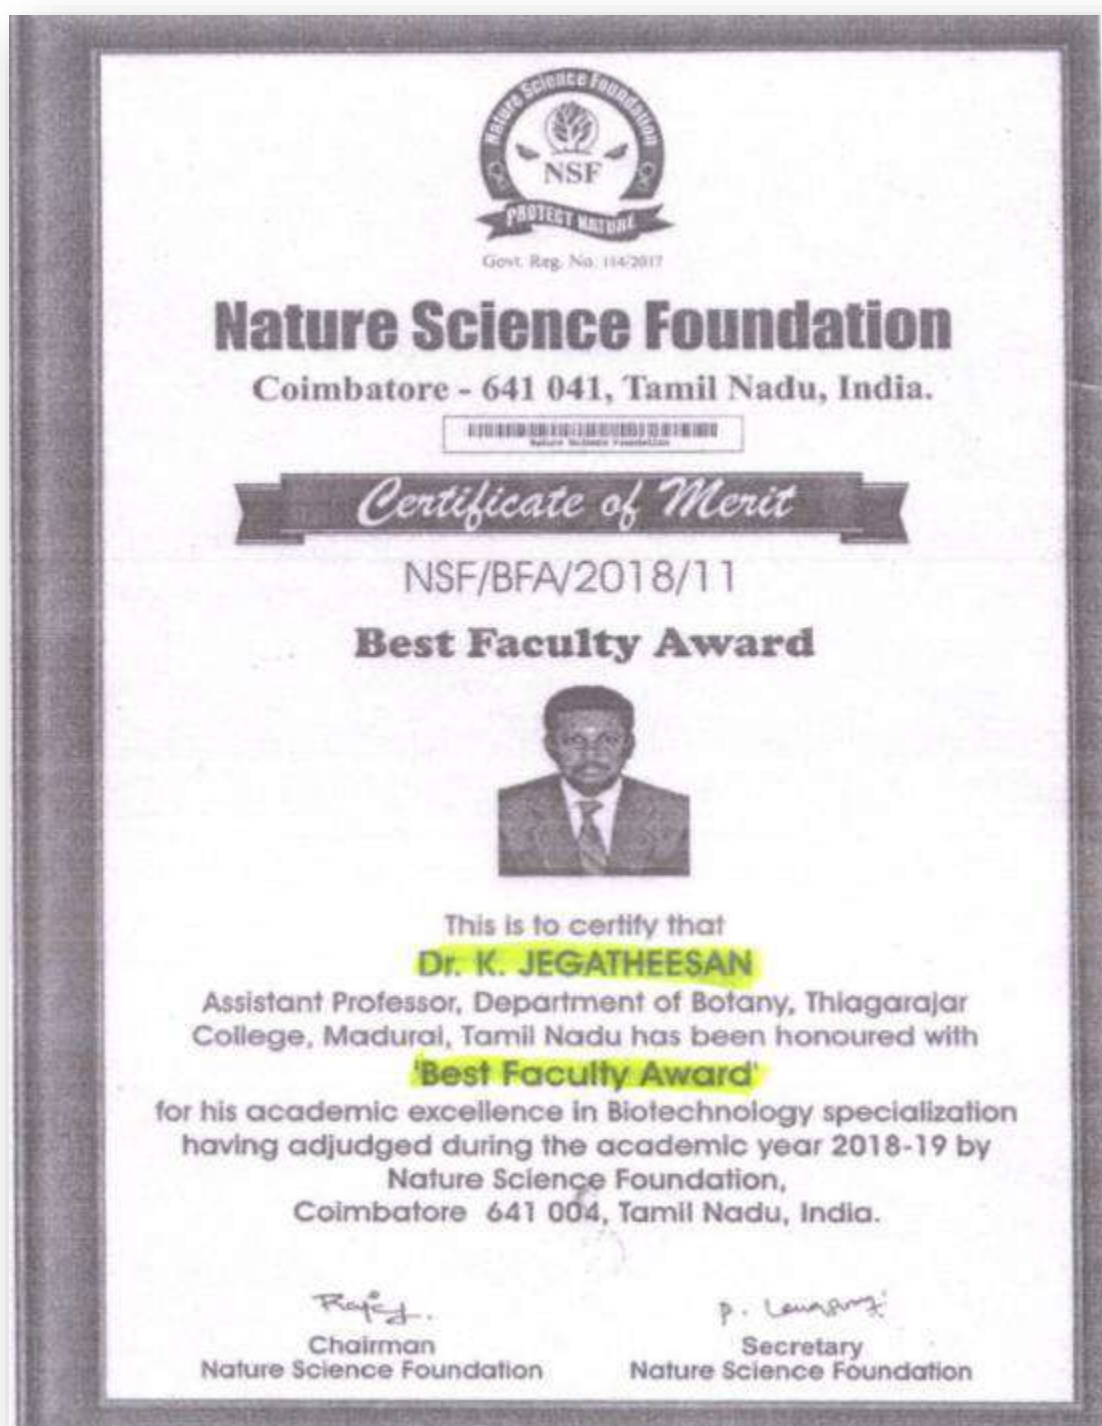 Nature Science Foundation
NSF
PROTECT NATURE
Govt. Reg. No. 114/2017
Nature Science Foundation
Coimbatore - 641 041, Tamil Nadu, India.
Nature Science Foundation
Certificate of Merit
NSF/BFA/2018/11
Best Faculty Award
This is to certify that
Dr. K. JEGATHEESAN
Assistant Professor, Department of Botany, Thiagarajar
College, Madurai, Tamil Nadu has been honoured with
'Best Faculty Award'
for his academic excellence in Biotechnology specialization
having adjudged during the academic year 2018-19 by
Nature Science Foundation,
Coimbatore 641 004, Tamil Nadu, India.
P.
Chairman
Secretary
Nature Science Foundation
Nature Science Foundation